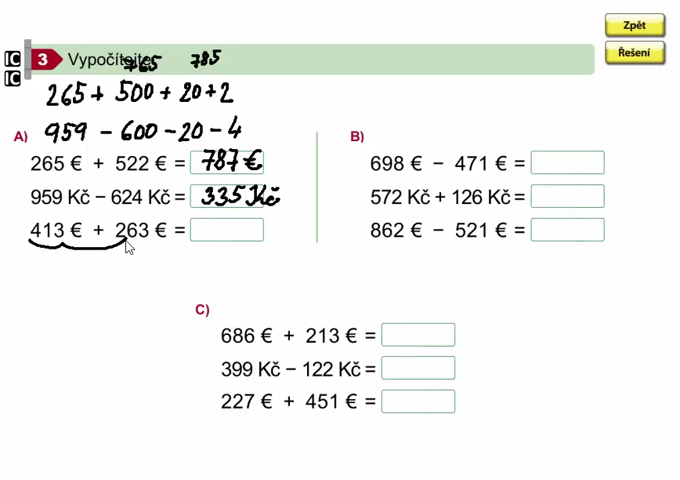 Zpět
3 Vypočítejte
765 785
Řešení
265 + 500 + 20 + 2
959 - 600 - 20 - 4
A)
265 € + 522 € = 787 €
959 Kč − 624 Kč = 335 Kč
413 € + 263 € =
B)
698 € − 471 € =
572 Kč + 126 Kč =
862 € − 521 € =
C)
686 € + 213 € =
399 Kč − 122 Kč =
227 € + 451 € =